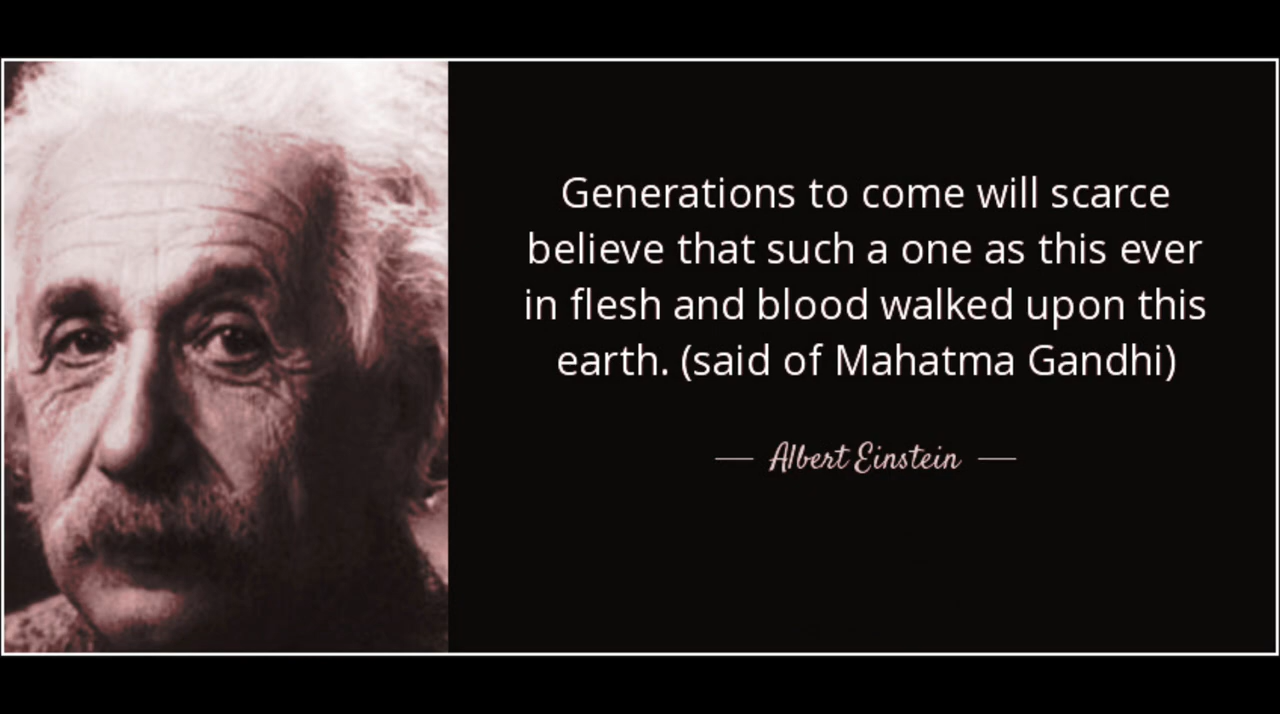 Generations to come will scarce
believe that such a one as this ever
in flesh and blood walked upon this
earth. (said of Mahatma Gandhi)
— Albert Einstein —